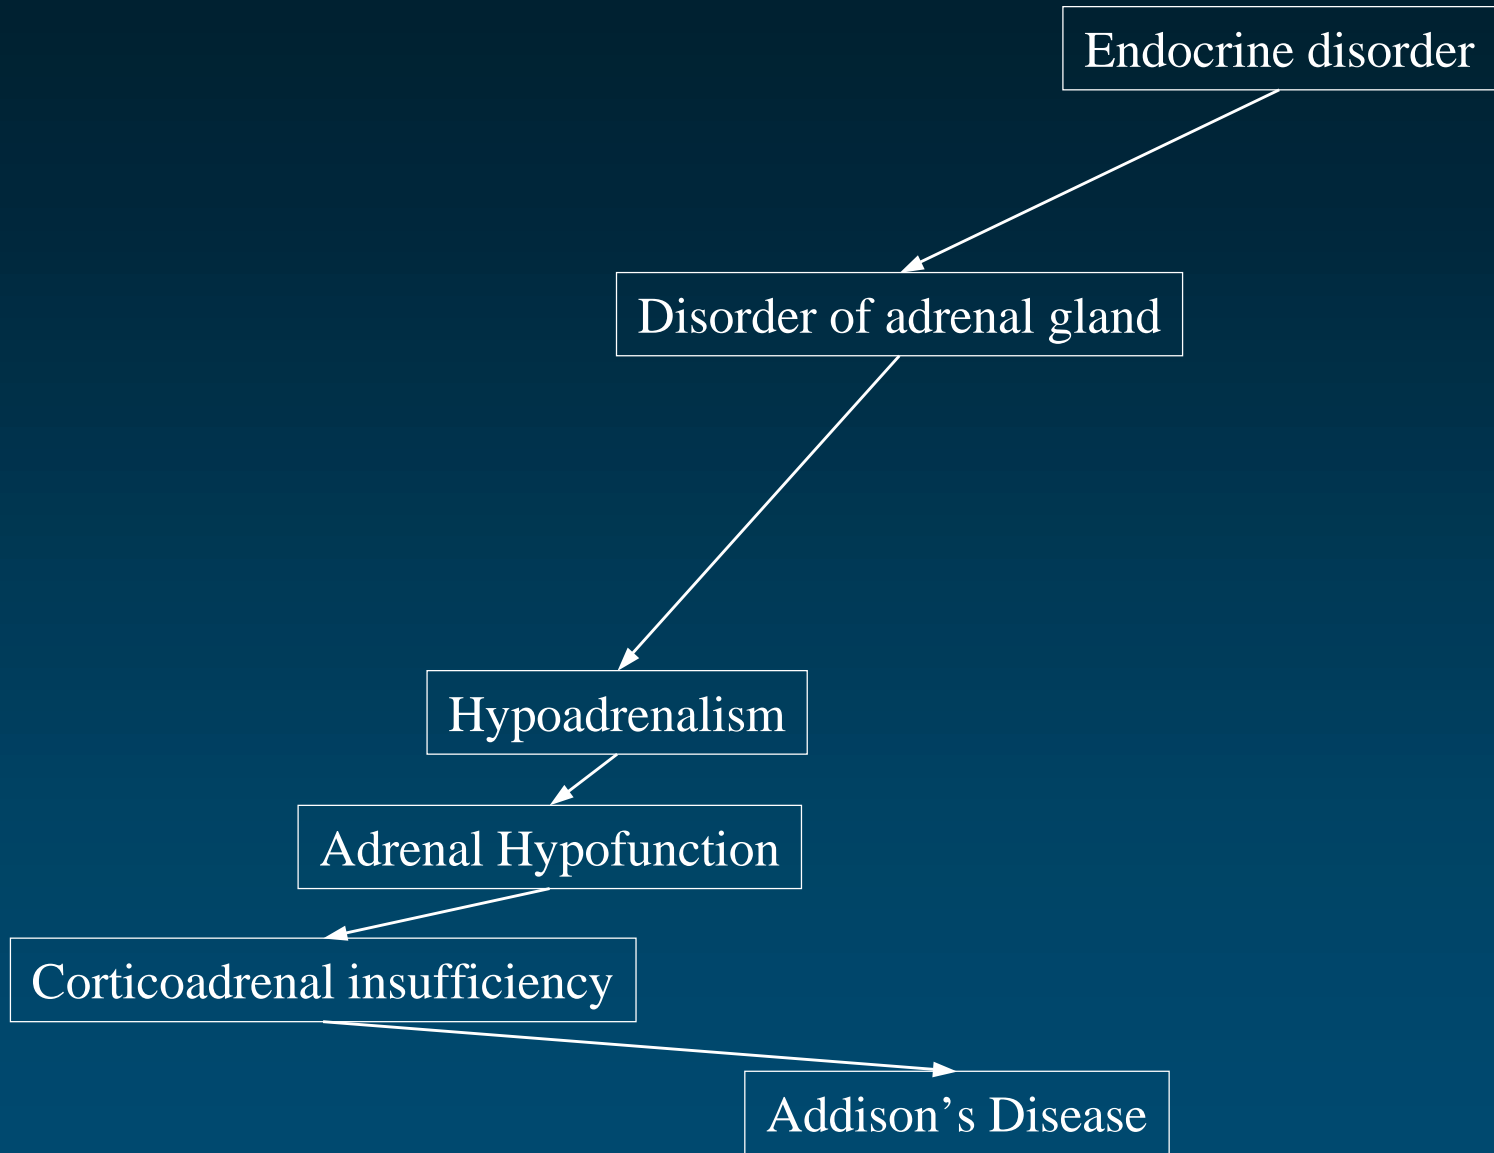 Endocrine disorder
Disorder of adrenal gland
Hypoadrenalism
Adrenal Hypofunction
Corticoadrenal insufficiency
Addison’s Disease